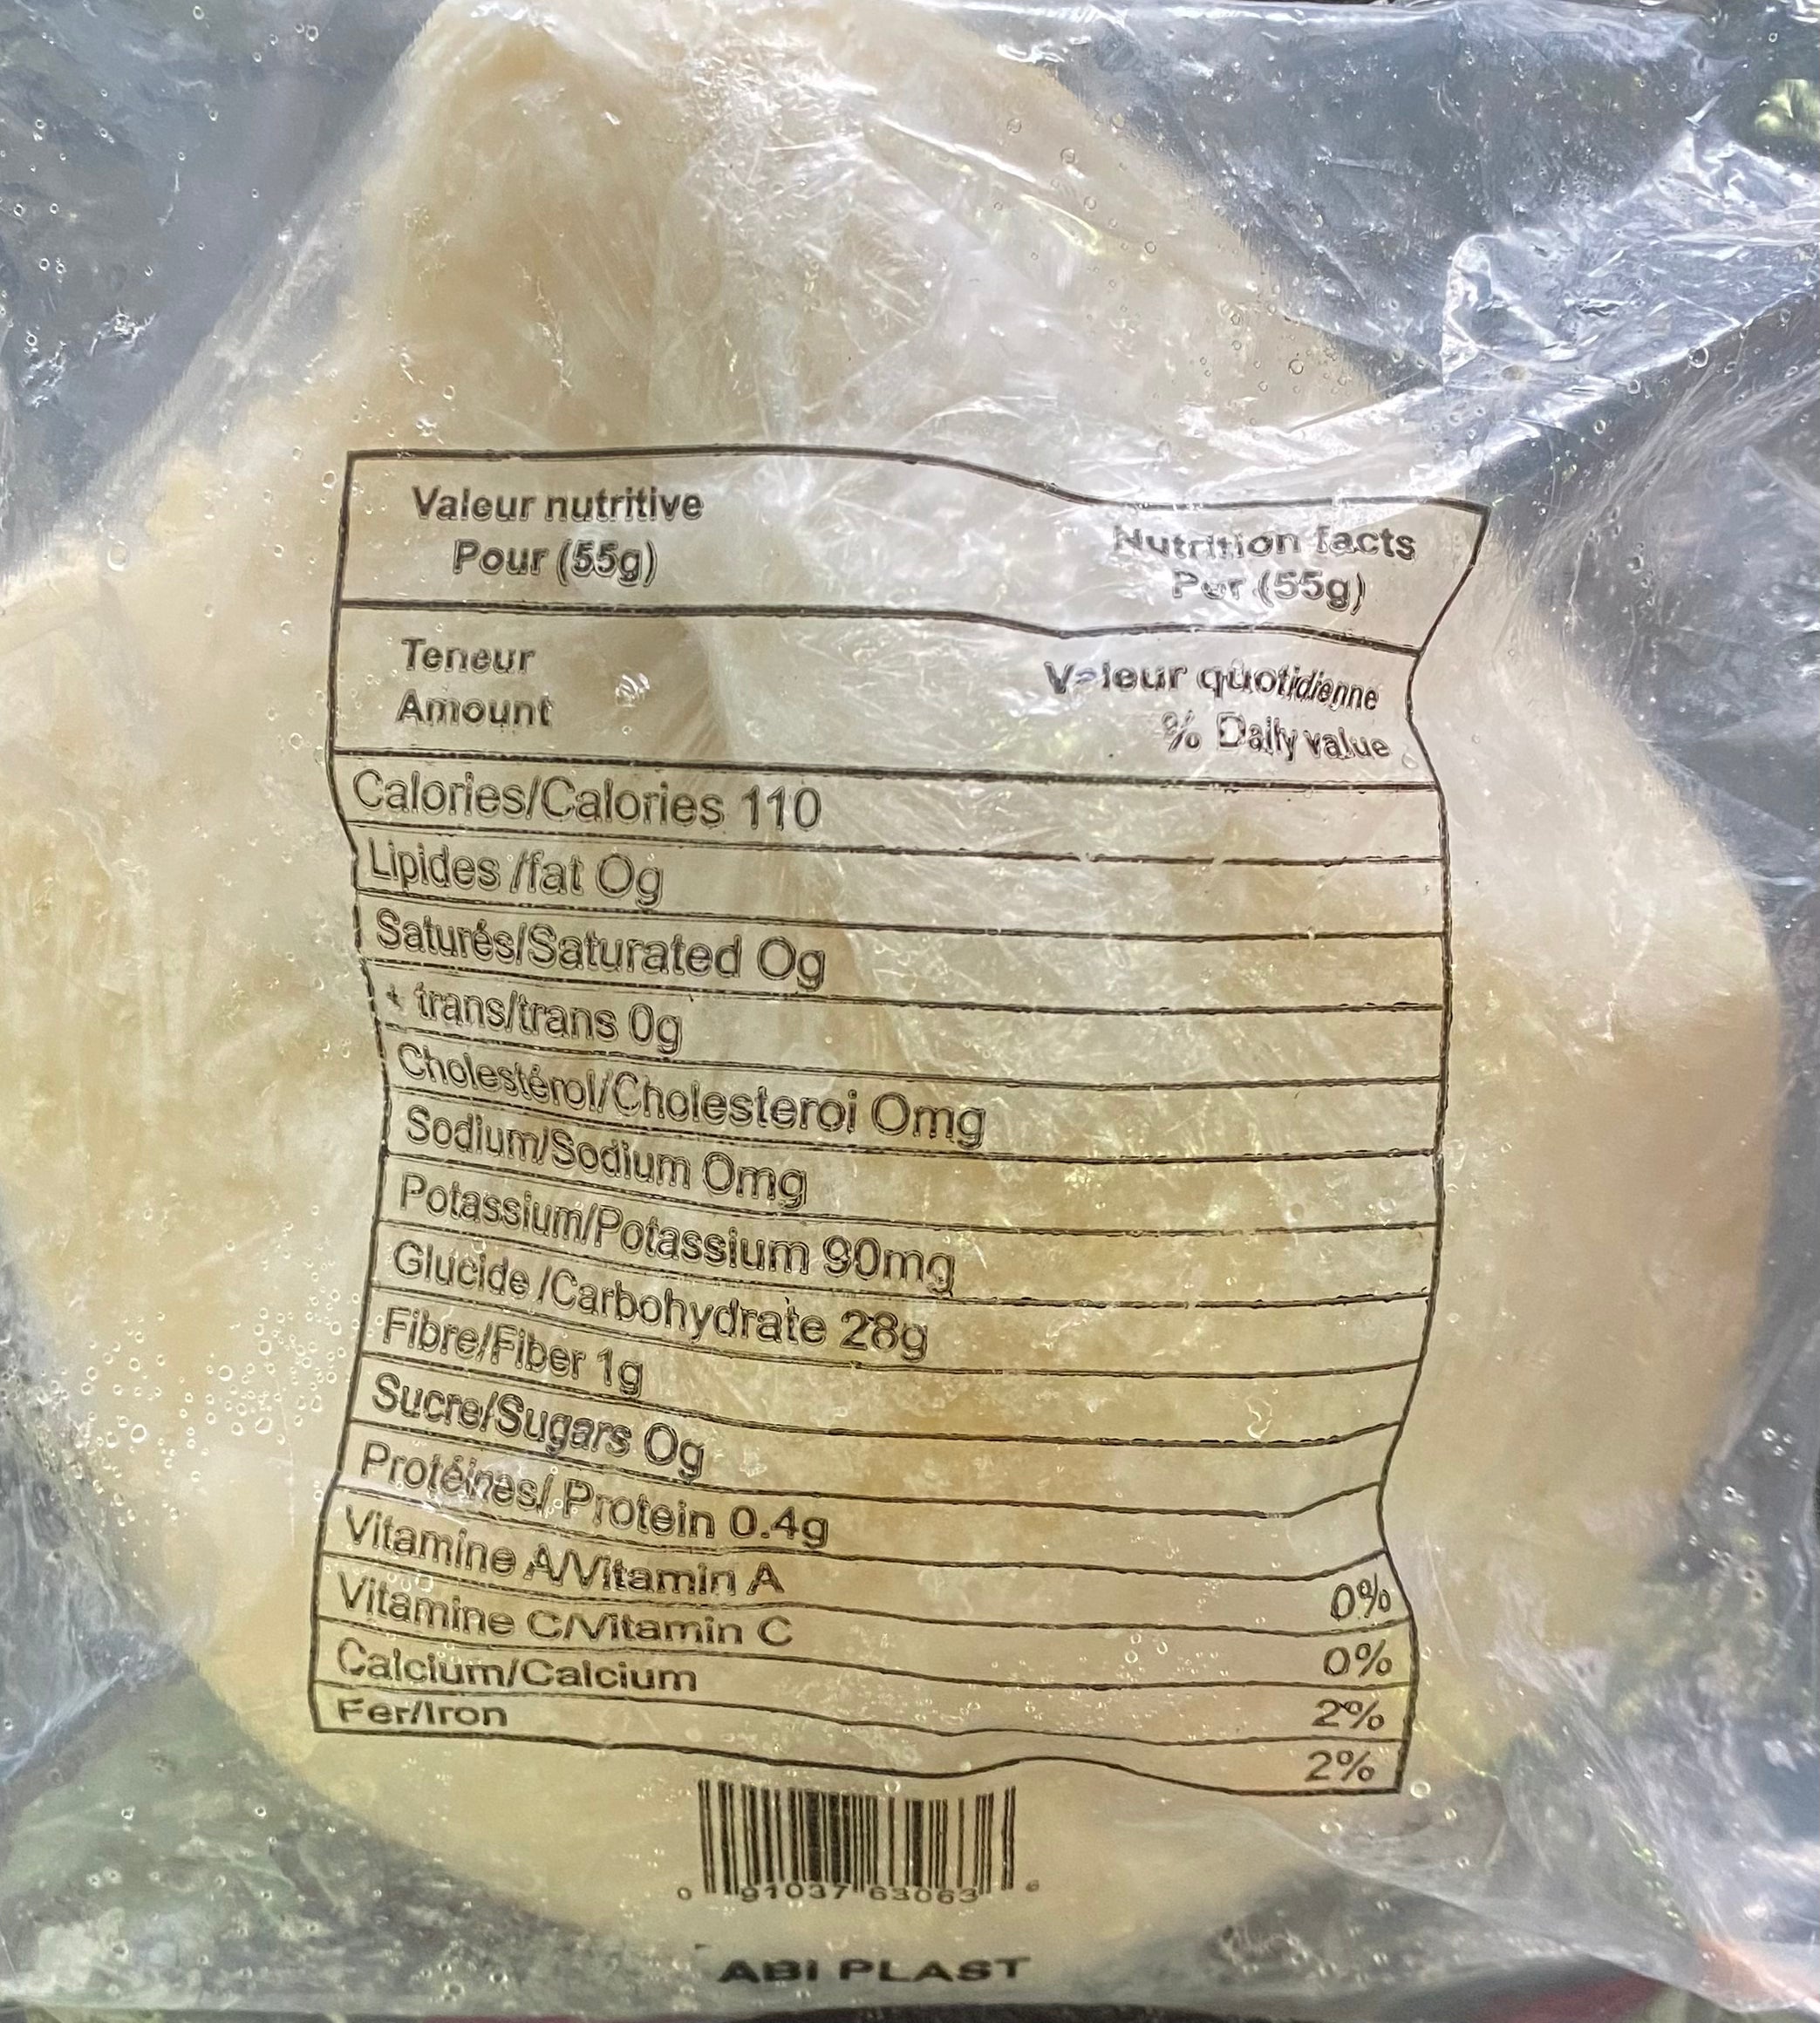 Valeur nutritive
Pour (55g)
Nutrition facts
Per (55g)
Teneur
Amount
Valeur quotidienne
% Daily value
Calories/Calories 110
Lipides /fat 0g
Saturés/Saturated 0g
+ trans/trans 0g
Cholestérol/Cholesterol 0mg
Sodium/Sodium 0mg
Potassium/Potassium 90mg
Glucide /Carbohydrate 28g
Fibre/Fiber 1g
Sucre/Sugars 0g
Protéines/ Protein 0.4g
Vitamine A/Vitamin A 0%
Vitamine C/Vitamin C 0%
Calcium/Calcium 2%
Fer/Iron 2%
0 91037 63063 6
ABI PLAST